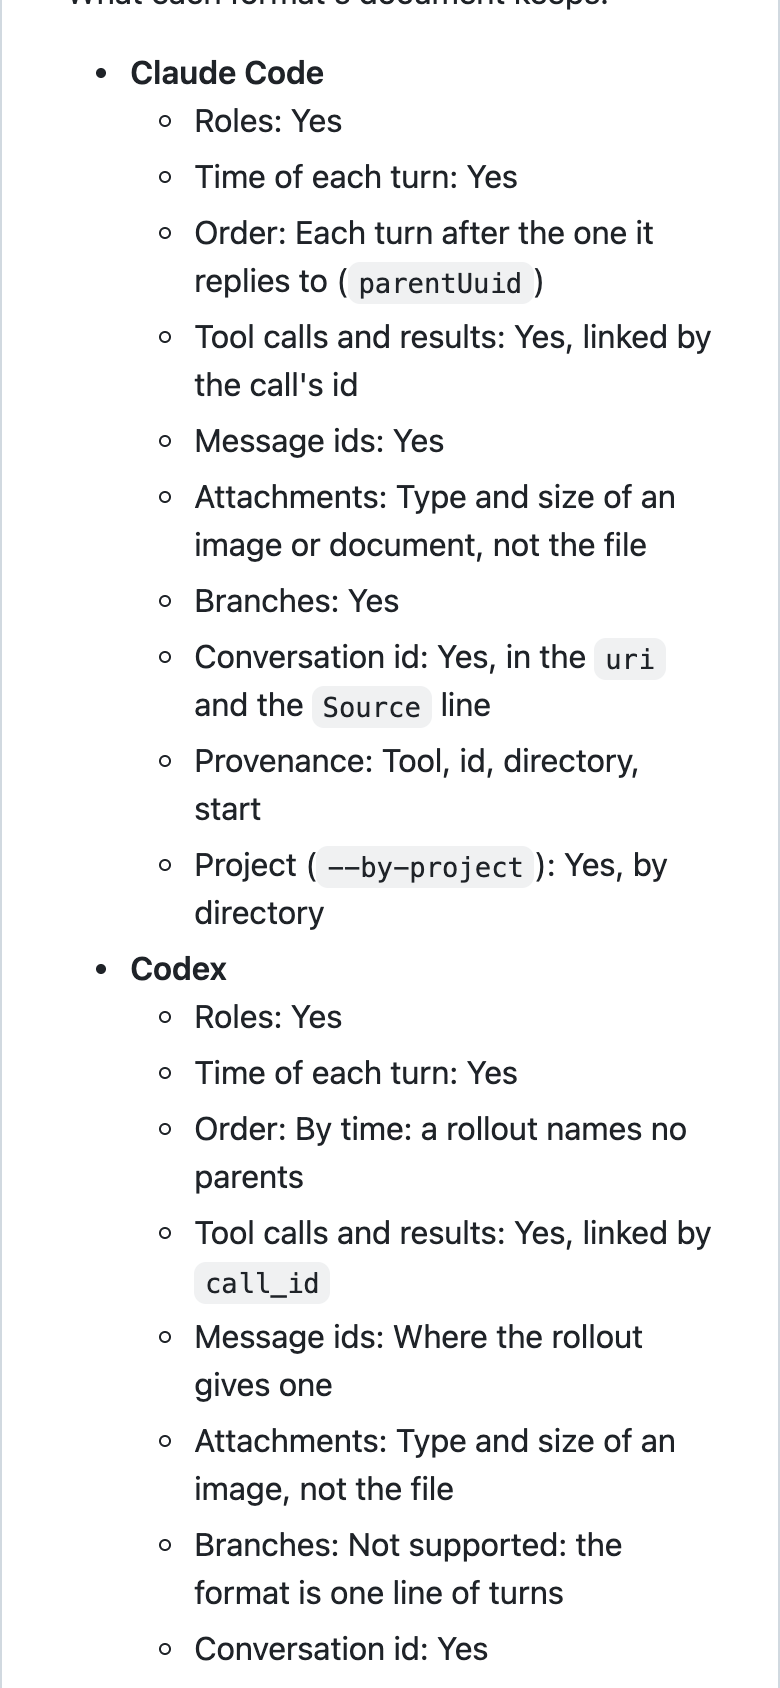 What each format's document keeps:
• Claude Code
◦ Roles: Yes
◦ Time of each turn: Yes
◦ Order: Each turn after the one it
replies to ( parentUuid )
◦ Tool calls and results: Yes, linked by
the call's id
◦ Message ids: Yes
◦ Attachments: Type and size of an
image or document, not the file
◦ Branches: Yes
◦ Conversation id: Yes, in the uri
and the Source line
◦ Provenance: Tool, id, directory,
start
◦ Project ( --by-project ): Yes, by
directory
• Codex
◦ Roles: Yes
◦ Time of each turn: Yes
◦ Order: By time: a rollout names no
parents
◦ Tool calls and results: Yes, linked by
call_id
◦ Message ids: Where the rollout
gives one
◦ Attachments: Type and size of an
image, not the file
◦ Branches: Not supported: the
format is one line of turns
◦ Conversation id: Yes